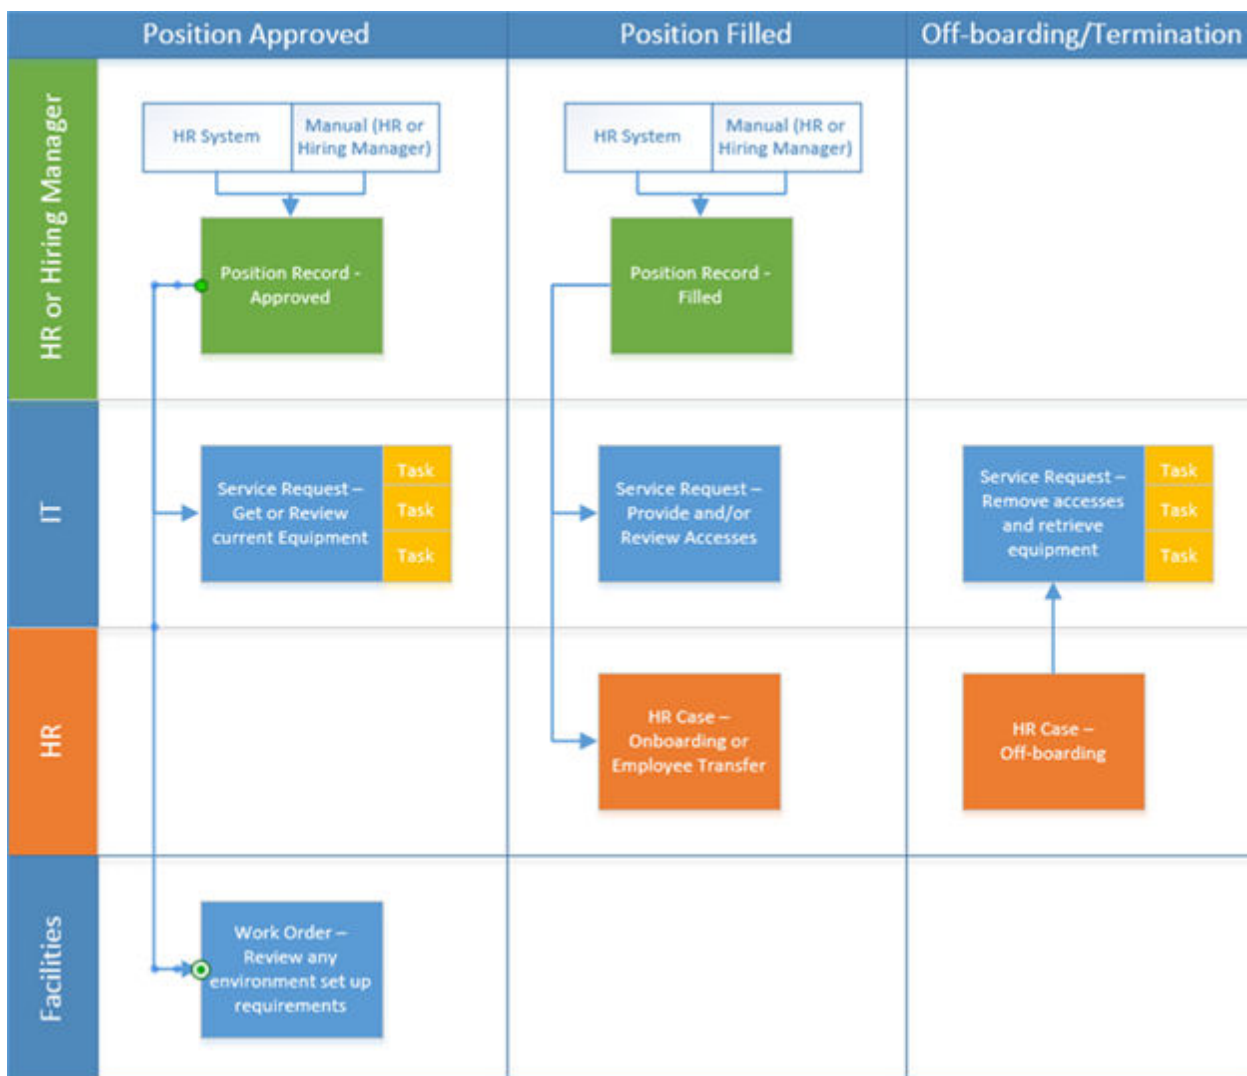 Position Approved
Position Filled
Off-boarding/Termination
HR or Hiring Manager
HR System
Manual (HR or
Hiring Manager)
HR System
Manual (HR or
Hiring Manager)
Position Record -
Approved
Position Record -
Filled
IT
Service Request –
Get or Review
current Equipment
Task
Task
Task
Service Request –
Provide and/or
Review Accesses
Service Request –
Remove accesses
and retrieve
equipment
Task
Task
Task
HR
HR Case –
Onboarding or
Employee Transfer
HR Case –
Off-boarding
Facilities
Work Order –
Review any
environment set up
requirements